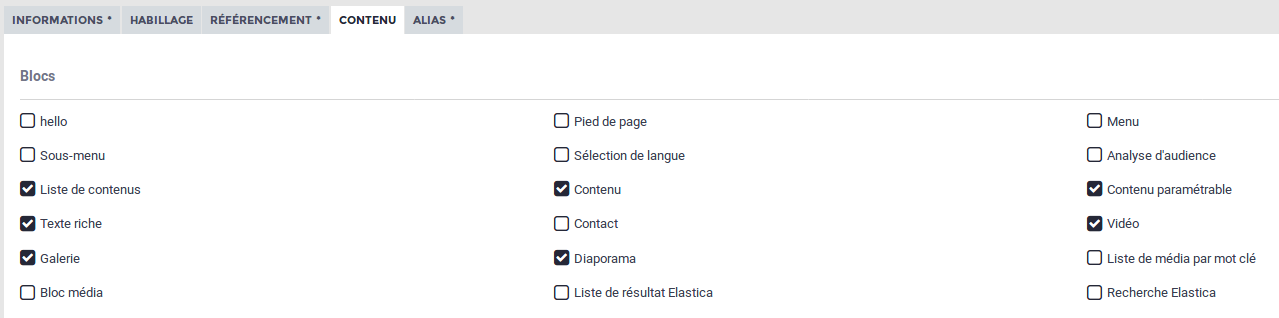 INFORMATIONS * HABILLAGE RÉFÉRENCEMENT * CONTENU ALIAS *
Blocs
hello Pied de page Menu
Sous-menu Sélection de langue Analyse d'audience
Liste de contenus Contenu Contenu paramétrable
Texte riche Contact Vidéo
Galerie Diaporama Liste de média par mot clé
Bloc média Liste de résultat Elastica Recherche Elastica